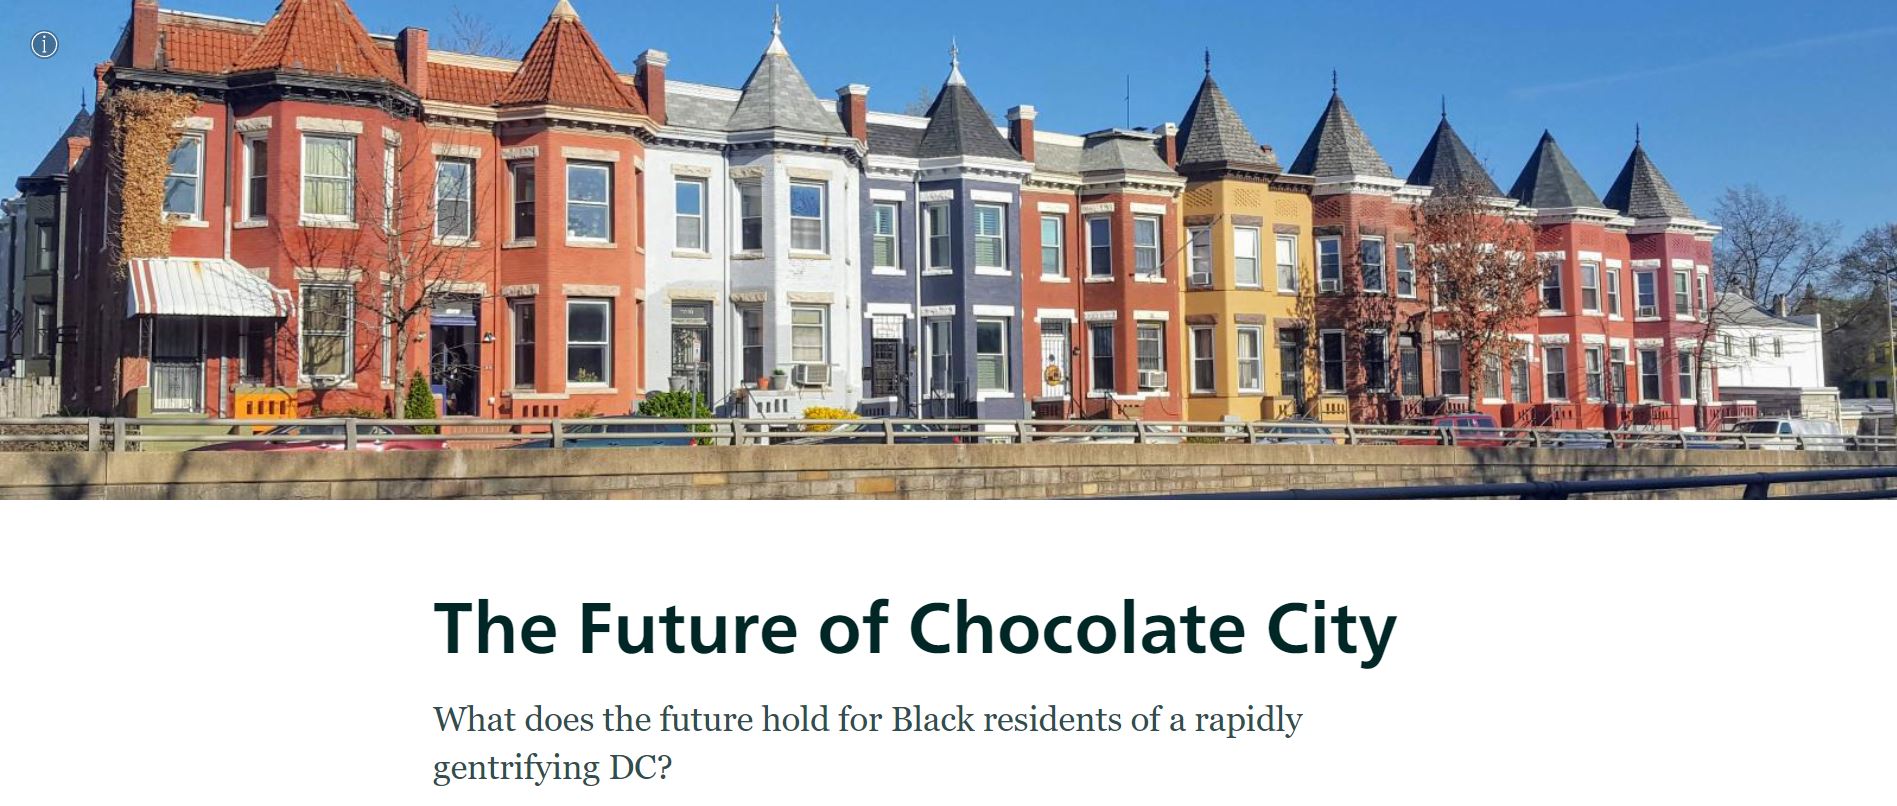 The Future of Chocolate City
What does the future hold for Black residents of a rapidly
gentrifying DC?